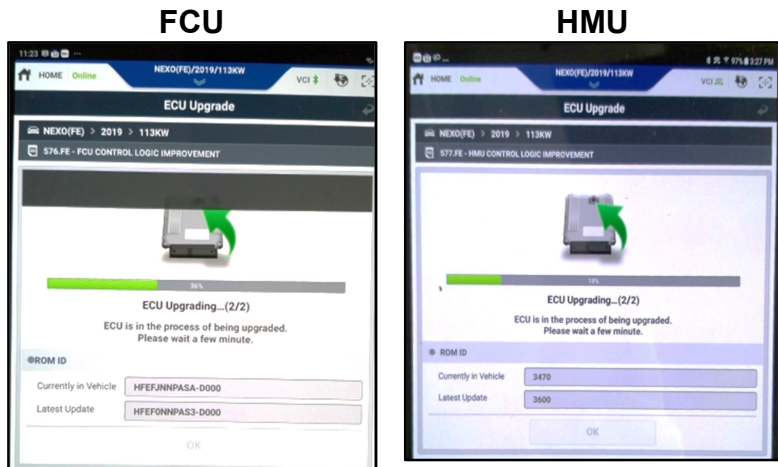 FCU
11:23
HOME Online
NEXO(FE)/2019/113KW
VCI
ECU Upgrade
NEXO(FE) > 2019 > 113KW
576.FE - FCU CONTROL LOGIC IMPROVEMENT
36%
ECU Upgrading...(2/2)
ECU is in the process of being upgraded.
Please wait a few minute.
ROM ID
Currently in Vehicle HFEFJNNPASA-D000
Latest Update HFEF0NNPAS3-D000
OK
HMU
97% 3:27 PM
HOME Online
NEXO(FE)/2019/113KW
VCI
ECU Upgrade
NEXO(FE) > 2019 > 113KW
577.FE - HMU CONTROL LOGIC IMPROVEMENT
18%
ECU Upgrading...(2/2)
ECU is in the process of being upgraded.
Please wait a few minute.
ROM ID
Currently in Vehicle 3470
Latest Update 3600
OK